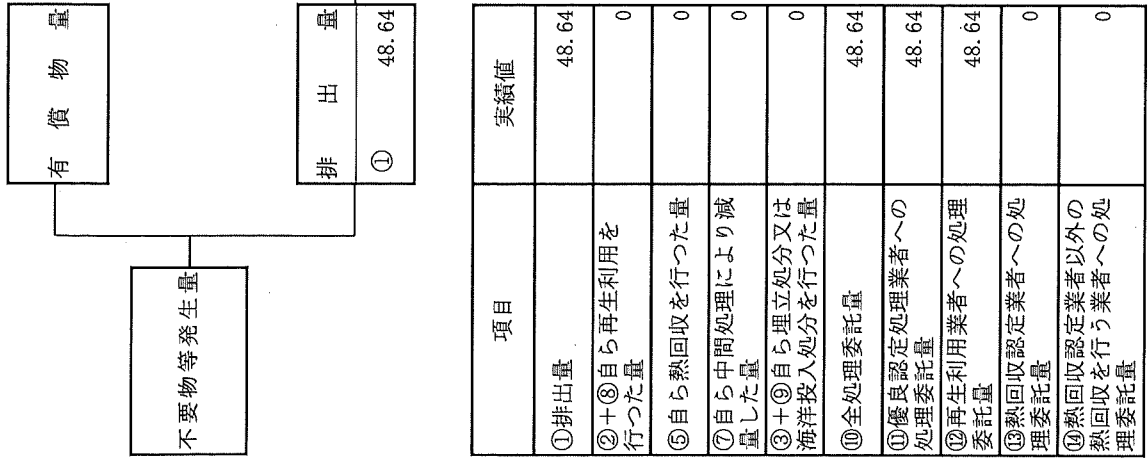 有償物量
不要物等発生量
排出量
① 48.64
項目 実績値
①排出量 48.64
②＋⑧自ら再生利用を
行つた量 0
⑤自ら熱回収を行つた量 0
⑦自ら中間処理により減
量した量 0
③＋⑨自ら埋立処分又は
海洋投入処分を行つた量 0
⑩全処理委託量 48.64
⑪優良認定処理業者への
処理委託量 48.64
⑫再生利用業者への処理
委託量 48.64
⑬熱回収認定業者への処
理委託量 0
⑭熱回収認定業者以外の
熱回収を行う業者への処
理委託量 0